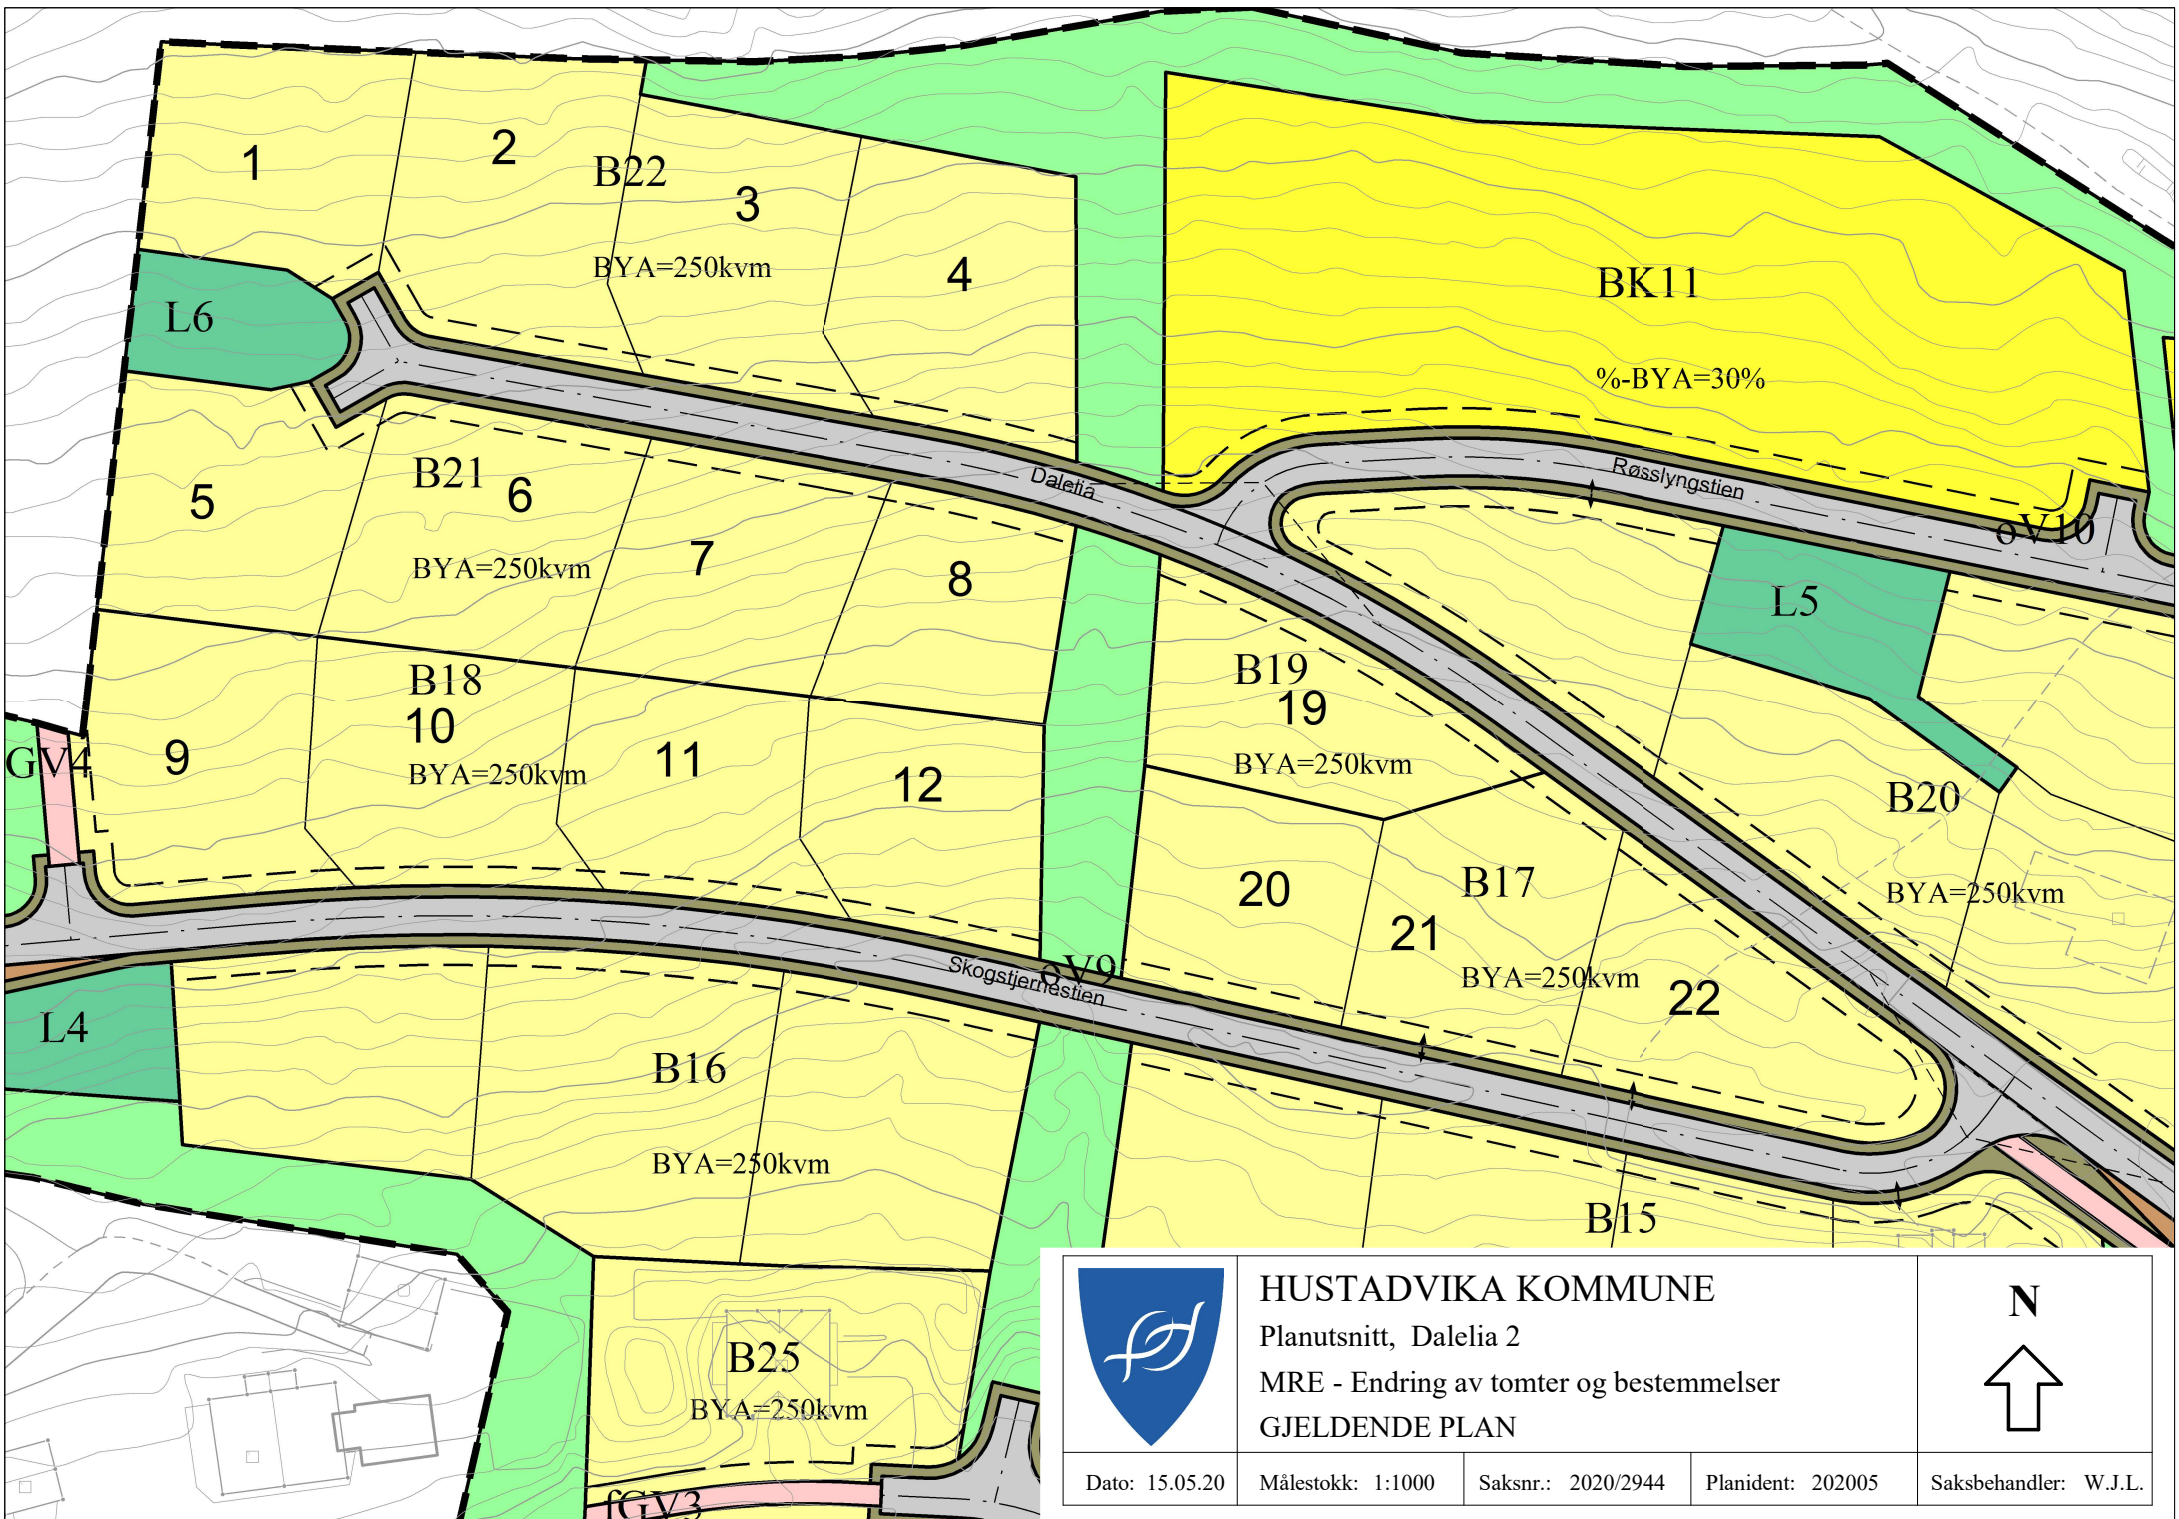 1
2
B22
3
BYA=250kvm
4
BK11
%-BYA=30%
L6
5
B21
6
BYA=250kvm
7
8
Dalelia
Røsslyngstien
oV10
L5
B18
10
BYA=250kvm
9
11
12
GV4
B19
19
BYA=250kvm
B20
BYA=250kvm
20
B17
21
BYA=250kvm
22
oV9
Skogstjernestien
L4
B16
BYA=250kvm
B15
B25
BYA=250kvm
fGV3
HUSTADVIKA KOMMUNE
Planutsnitt, Dalelia 2
MRE - Endring av tomter og bestemmelser
GJELDENDE PLAN
N
Dato: 15.05.20
Målestokk: 1:1000
Saksnr.: 2020/2944
Planident: 202005
Saksbehandler: W.J.L.